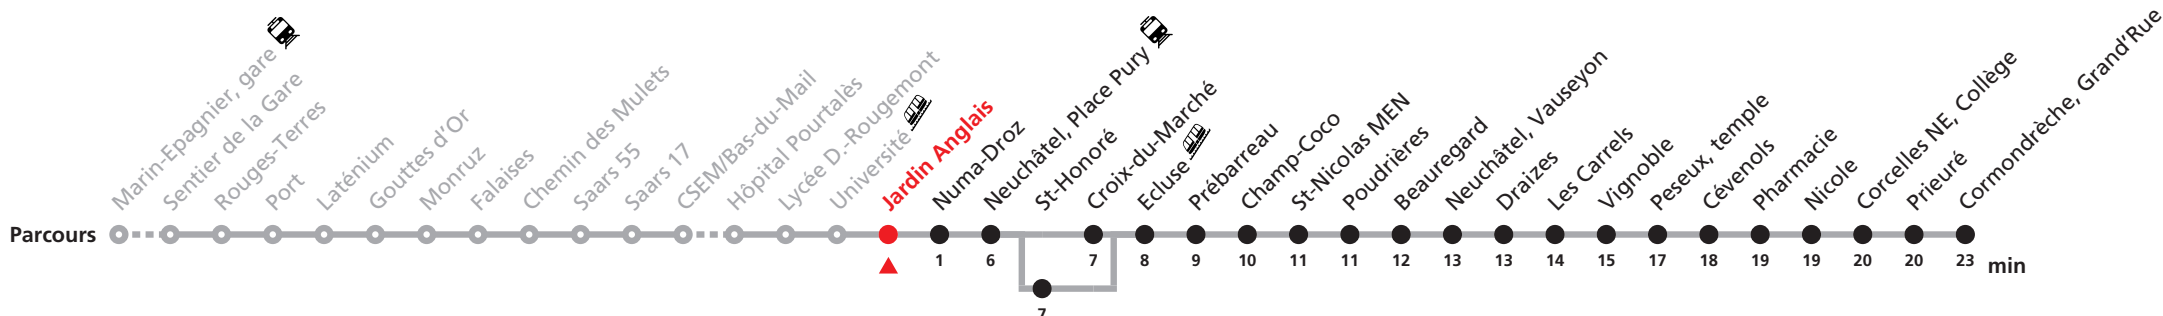 Parcours
Marin-Epagnier, gare
Sentier de la Gare
Rouges-Terres
Port
Laténium
Gouttes d'Or
Monruz
Falaises
Chemin des Mulets
Saars 55
Saars 17
CSEM/Bas-du-Mail
Hôpital Pourtalès
Lycée D.-Rougemont
Université
Jardin Anglais
Numa-Droz
Neuchâtel, Place Pury
St-Honoré
Croix-du-Marché
Ecluse
Prébarreau
Champ-Coco
St-Nicolas MEN
Poudrières
Beauregard
Neuchâtel, Vauseyon
Draizes
Les Carrels
Vignoble
Peseux, temple
Cévenols
Pharmacie
Nicole
Corcelles NE, Collège
Prieuré
Cormondrèche, Grand'Rue
1 6 7 8 9 10 11 11 12 13 13 14 15 17 18 19 19 20 20 23 min
7